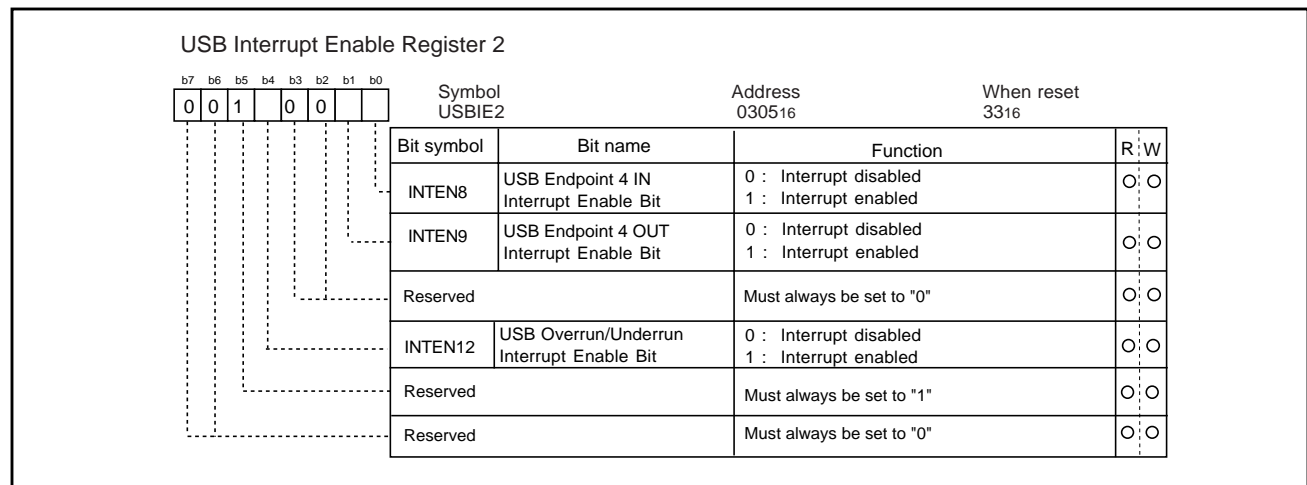 USB Interrupt Enable Register 2
b7 b6 b5 b4 b3 b2 b1 b0
0 0 1 0 0
Symbol Address When reset
USBIE2 030516 3316
Bit symbol Bit name Function R W
INTEN8 USB Endpoint 4 IN 0 : Interrupt disabled O O
Interrupt Enable Bit 1 : Interrupt enabled
INTEN9 USB Endpoint 4 OUT 0 : Interrupt disabled O O
Interrupt Enable Bit 1 : Interrupt enabled
Reserved Must always be set to "0" O O
INTEN12 USB Overrun/Underrun 0 : Interrupt disabled O O
Interrupt Enable Bit 1 : Interrupt enabled
Reserved Must always be set to "1" O O
Reserved Must always be set to "0" O O